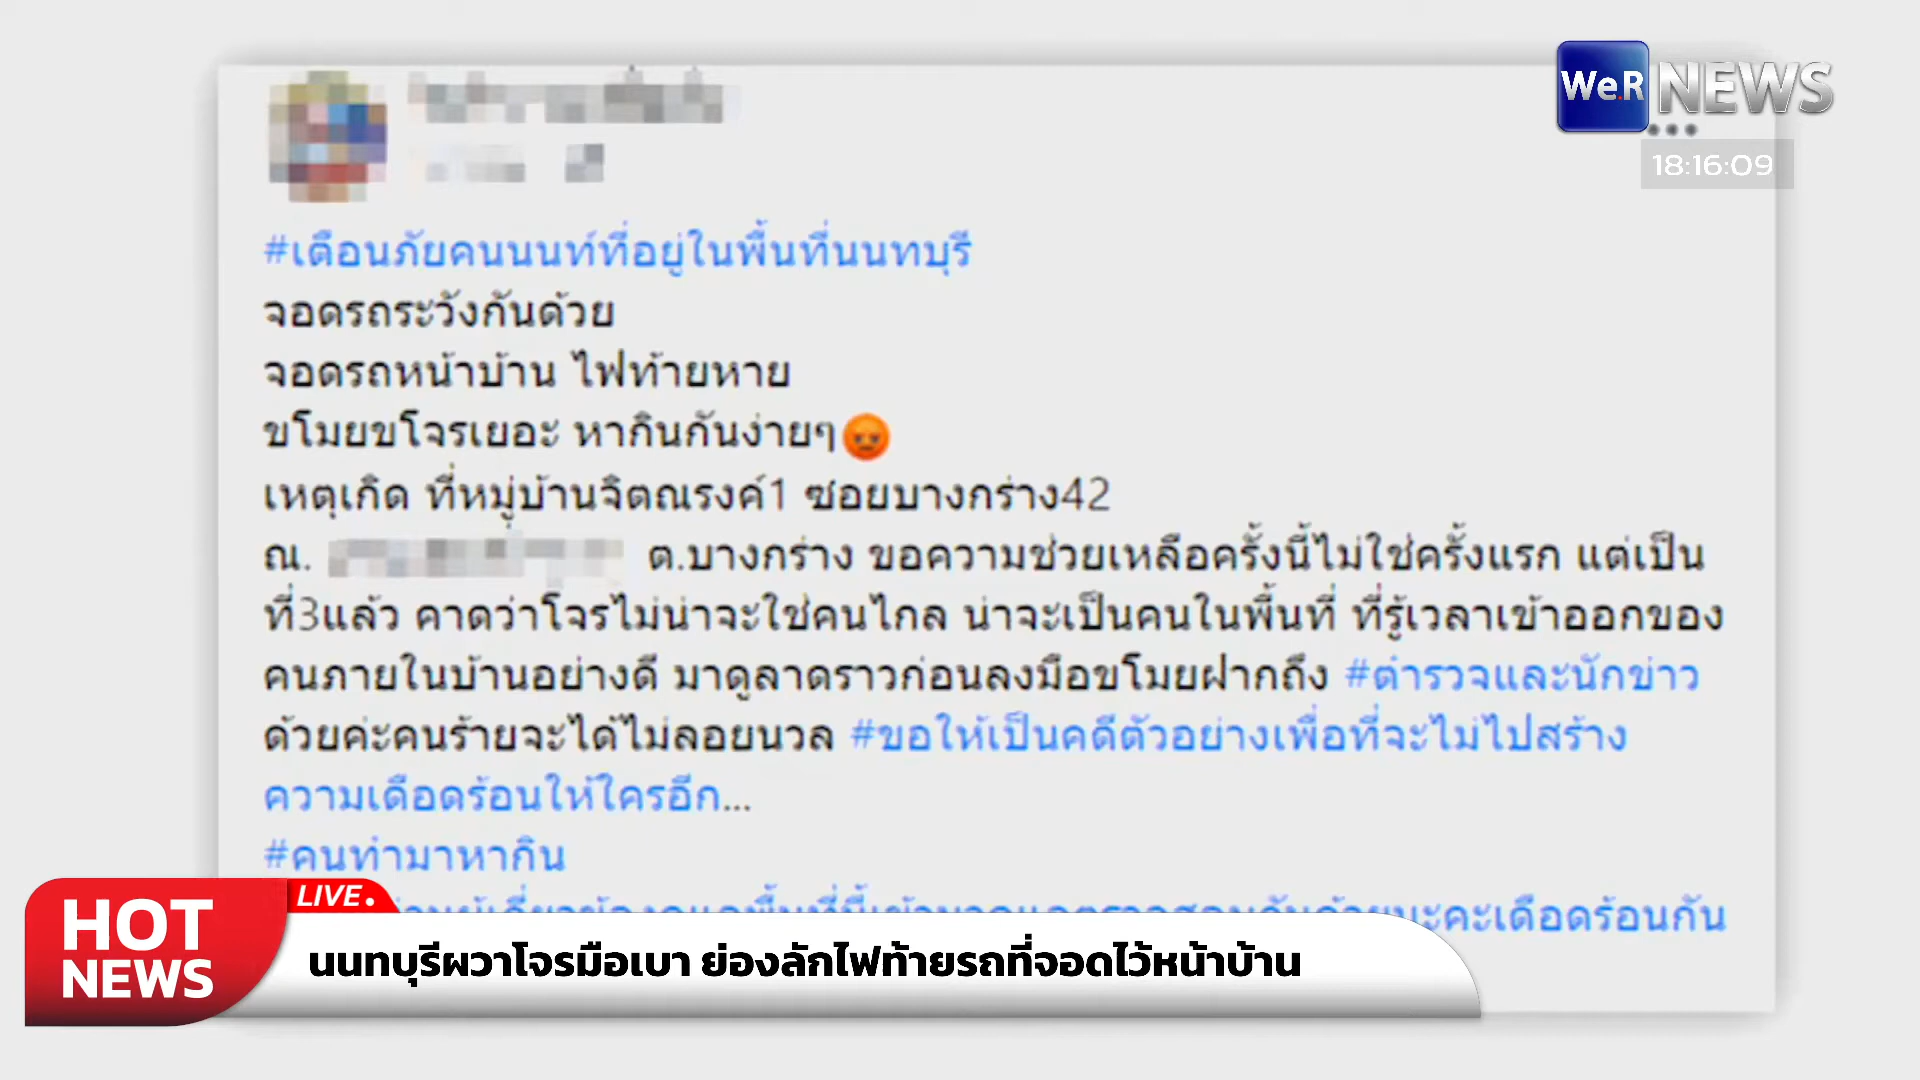 We.R NEWS
18:16:09
#เตือนภัยคนนนท์ที่อยู่ในพื้นที่นนทบุรี
จอดรถระวังกันด้วย
จอดรถหน้าบ้าน ไฟท้ายหาย
ขโมยขโจรเยอะ หากินกันง่ายๆ😡
เหตุเกิด ที่หมู่บ้านจิตณรงค์1 ซอยบางกร่าง42
ณ. ต.บางกร่าง ขอความช่วยเหลือครั้งนี้ไม่ใช่ครั้งแรก แต่เป็น
ที่3แล้ว คาดว่าโจรไม่น่าจะใช่คนไกล น่าจะเป็นคนในพื้นที่ ที่รู้เวลาเข้าออกของ
คนภายในบ้านอย่างดี มาดูลาดราวก่อนลงมือขโมยฝากถึง #ตำรวจและนักข่าว
ด้วยค่ะคนร้ายจะได้ไม่ลอยนวล #ขอให้เป็นคดีตัวอย่างเพื่อที่จะไม่ไปสร้าง
ความเดือดร้อนให้ใครอีก...
#คนทำมาหากิน
นะคะเดือดร้อนกัน
LIVE.
HOT
NEWS
นนทบุรีผวาโจรมือเบา ย่องลักไฟท้ายรถที่จอดไว้หน้าบ้าน